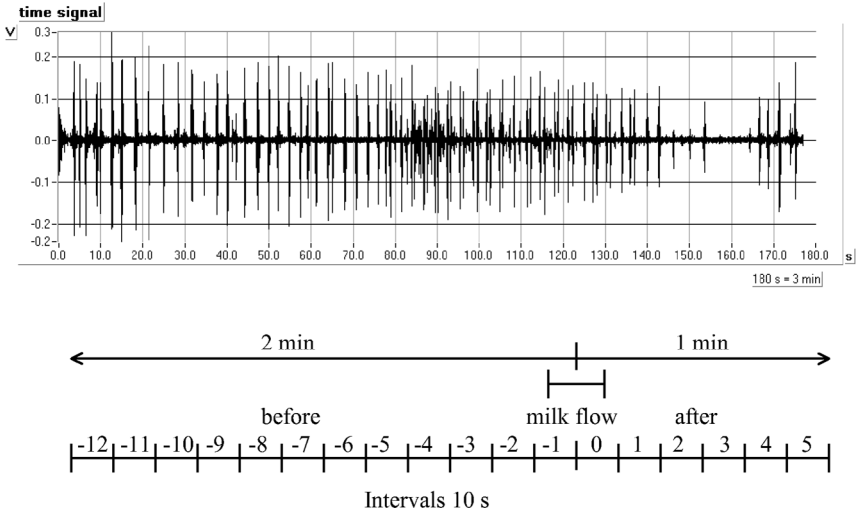 time signal
V
0.3
0.2
0.1
0.0
-0.1
-0.2
-0.2
0.0 10.0 20.0 30.0 40.0 50.0 60.0 70.0 80.0 90.0 100.0 110.0 120.0 130.0 140.0 150.0 160.0 170.0 180.0
s
180 s = 3 min
2 min 1 min
before milk flow after
-12 -11 -10 -9 -8 -7 -6 -5 -4 -3 -2 -1 0 1 2 3 4 5
Intervals 10 s